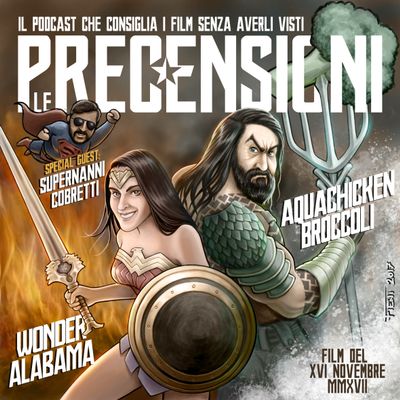 IL PODCAST CHE CONSIGLIA I FILM SENZA AVERLI VISTI
LE PRECENSIONI
SPECIAL GUEST:
SUPERNANNI
COBRETTI
AQUACHICKEN
BROCCOLI
WONDER
ALABAMA
FILM DEL
XVI NOVEMBRE
MMXVII